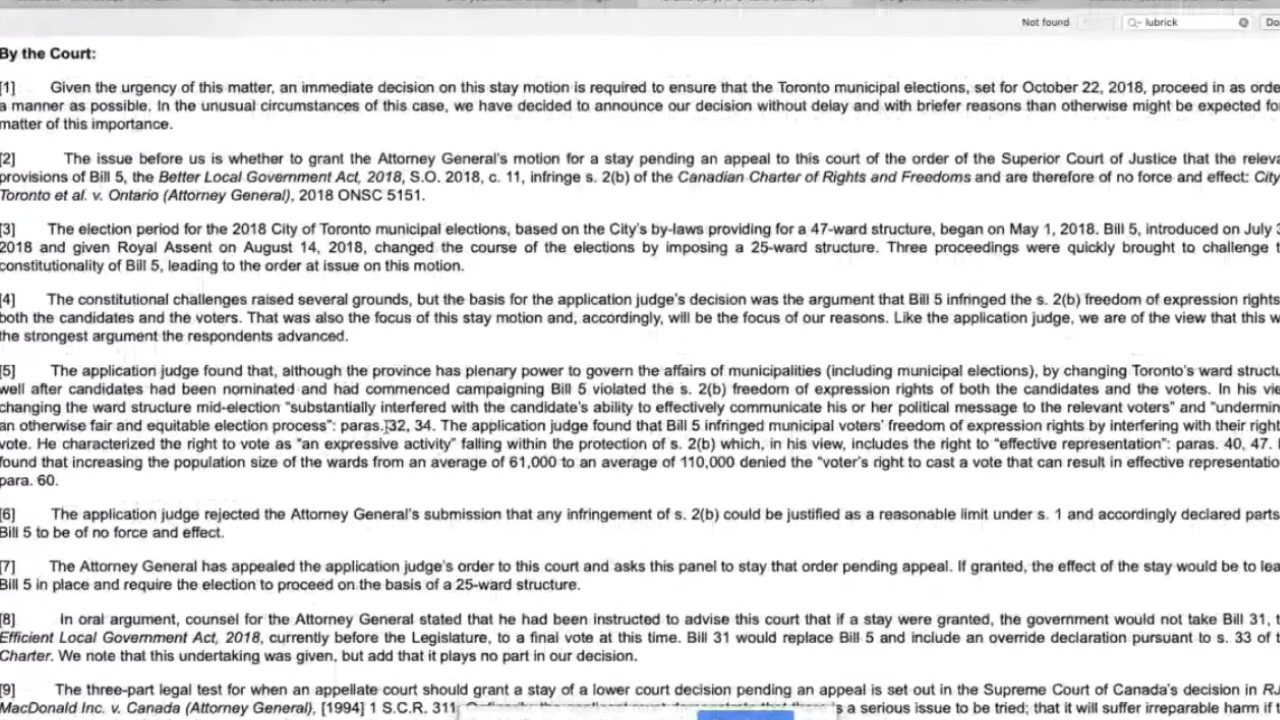 Not found
lubrick
Do
By the Court:
[1] Given the urgency of this matter, an immediate decision on this stay motion is required to ensure that the Toronto municipal elections, set for October 22, 2018, proceed in as orde
a manner as possible. In the unusual circumstances of this case, we have decided to announce our decision without delay and with briefer reasons than otherwise might be expected fo
matter of this importance.
[2] The issue before us is whether to grant the Attorney General's motion for a stay pending an appeal to this court of the order of the Superior Court of Justice that the releva
provisions of Bill 5, the Better Local Government Act, 2018, S.O. 2018, c. 11, infringe s. 2(b) of the Canadian Charter of Rights and Freedoms and are therefore of no force and effect: City
Toronto et al. v. Ontario (Attorney General), 2018 ONSC 5151.
[3] The election period for the 2018 City of Toronto municipal elections, based on the City's by-laws providing for a 47-ward structure, began on May 1, 2018. Bill 5, introduced on July 3
2018 and given Royal Assent on August 14, 2018, changed the course of the elections by imposing a 25-ward structure. Three proceedings were quickly brought to challenge t
constitutionality of Bill 5, leading to the order at issue on this motion.
[4] The constitutional challenges raised several grounds, but the basis for the application judge's decision was the argument that Bill 5 infringed the s. 2(b) freedom of expression rights
both the candidates and the voters. That was also the focus of this stay motion and, accordingly, will be the focus of our reasons. Like the application judge, we are of the view that this w
the strongest argument the respondents advanced.
[5] The application judge found that, although the province has plenary power to govern the affairs of municipalities (including municipal elections), by changing Toronto's ward structu
well after candidates had been nominated and had commenced campaigning Bill 5 violated the s. 2(b) freedom of expression rights of both the candidates and the voters. In his vie
changing the ward structure mid-election "substantially interfered with the candidate's ability to effectively communicate his or her political message to the relevant voters" and "undermin
an otherwise fair and equitable election process": paras. 32, 34. The application judge found that Bill 5 infringed municipal voters' freedom of expression rights by interfering with their right
vote. He characterized the right to vote as "an expressive activity" falling within the protection of s. 2(b) which, in his view, includes the right to "effective representation": paras. 40, 47.
found that increasing the population size of the wards from an average of 61,000 to an average of 110,000 denied the "voter's right to cast a vote that can result in effective representatio
para. 60.
[6] The application judge rejected the Attorney General's submission that any infringement of s. 2(b) could be justified as a reasonable limit under s. 1 and accordingly declared parts
Bill 5 to be of no force and effect.
[7] The Attorney General has appealed the application judge's order to this court and asks this panel to stay that order pending appeal. If granted, the effect of the stay would be to lea
Bill 5 in place and require the election to proceed on the basis of a 25-ward structure.
[8] In oral argument, counsel for the Attorney General stated that he had been instructed to advise this court that if a stay were granted, the government would not take Bill 31, t
Efficient Local Government Act, 2018, currently before the Legislature, to a final vote at this time. Bill 31 would replace Bill 5 and include an override declaration pursuant to s. 33 of t
Charter. We note that this undertaking was given, but add that it plays no part in our decision.
[9] The three-part legal test for when an appellate court should grant a stay of a lower court decision pending an appeal is set out in the Supreme Court of Canada's decision in RJ
MacDonald Inc. v. Canada (Attorney General), [1994] 1 S.C.R. 311: is a serious issue to be tried; that it will suffer irreparable harm if t